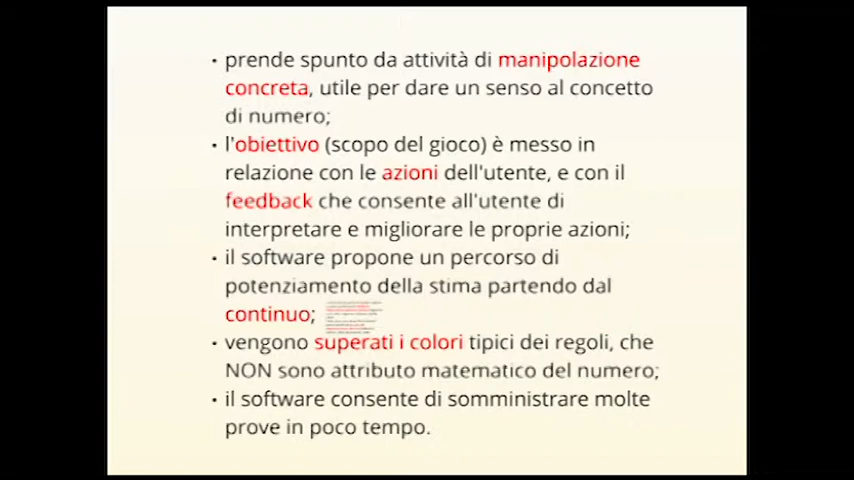 · prende spunto da attività di manipolazione
concreta, utile per dare un senso al concetto
di numero;
· l'obiettivo (scopo del gioco) è messo in
relazione con le azioni dell'utente, e con il
feedback che consente all'utente di
interpretare e migliorare le proprie azioni;
· il software propone un percorso di
potenziamento della stima partendo dal
continuo;
· vengono superati i colori tipici dei regoli, che
NON sono attributo matematico del numero;
· il software consente di somministrare molte
prove in poco tempo.